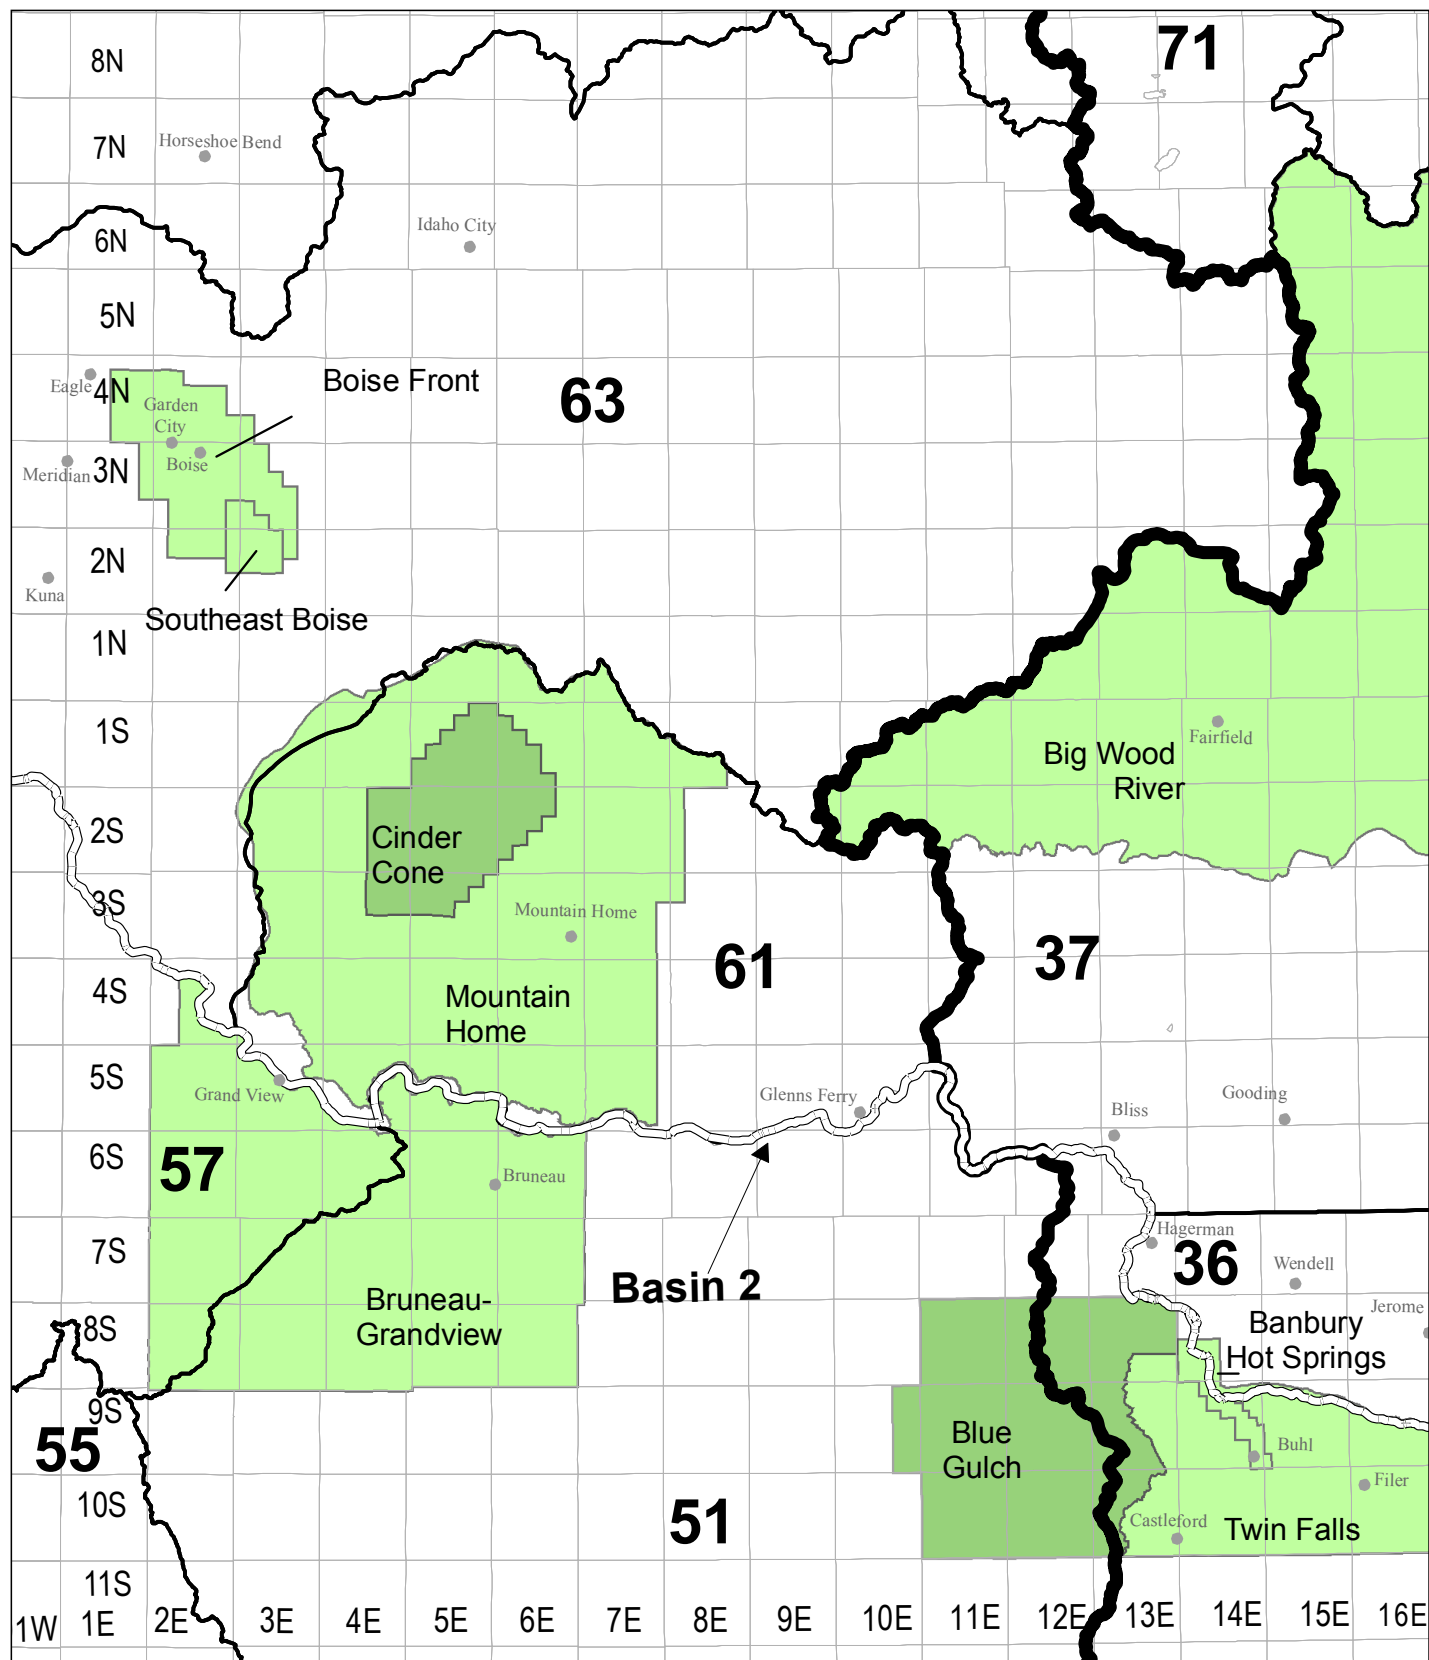 71
8N
7N
Horseshoe Bend
6N
Idaho City
5N
Eagle
4N
Boise Front
63
Garden
City
Boise
Meridian
3N
2N
Kuna
Southeast Boise
1N
1S
Fairfield
Big Wood
River
2S
Cinder
Cone
3S
Mountain Home
61
37
4S
Mountain
Home
5S
Grand View
Glenns Ferry
Gooding
Bliss
6S
57
Bruneau
Hagerman
7S
36
Wendell
Basin 2
Bruneau-
Grandview
Jerome
8S
Banbury
Hot Springs
9S
55
Blue
Gulch
Buhl
Filer
10S
51
Castleford
Twin Falls
11S
1W 1E 2E 3E 4E 5E 6E 7E 8E 9E 10E 11E 12E 13E 14E 15E 16E